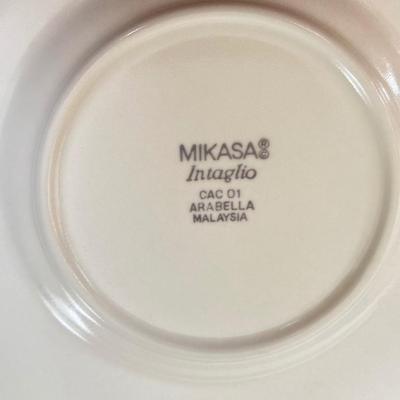 MIKASA®©
Intaglio
CAC 01
ARABELLA
MALAYSIA